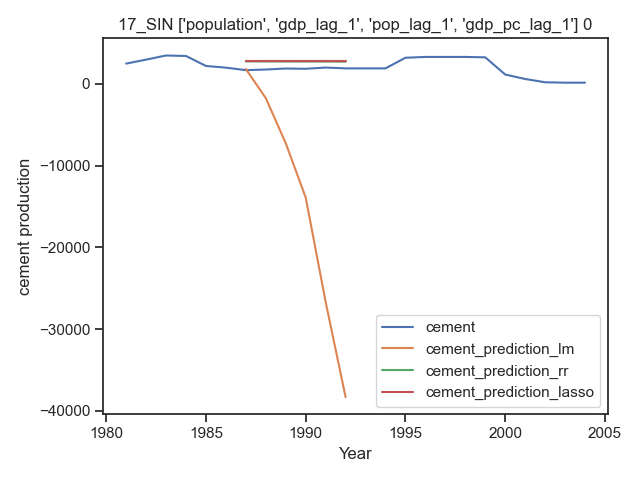 17_SIN ['population', 'gdp_lag_1', 'pop_lag_1', 'gdp_pc_lag_1'] 0
cement production
0
−10000
−20000
−30000
−40000
1980
1985
1990
1995
2000
2005
Year
cement
cement_prediction_lm
cement_prediction_rr
cement_prediction_lasso